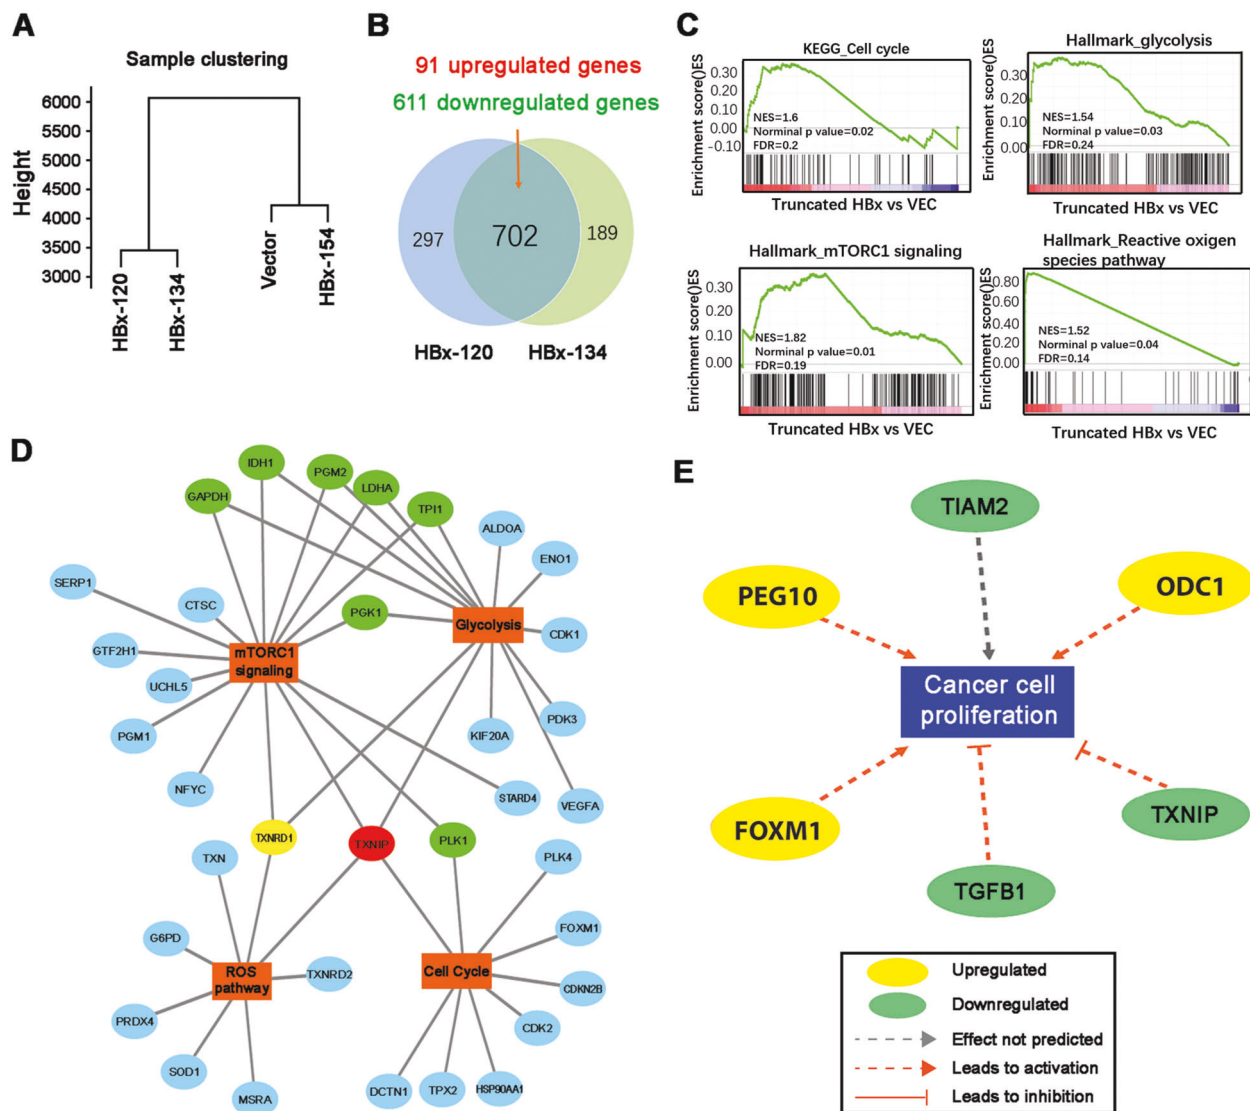 A
Sample clustering
Height
6000
5500
5000
4500
4000
3500
3000
HBx-120
HBx-134
Vector
HBx-154
B
91 upregulated genes
611 downregulated genes
297
702
189
HBx-120
HBx-134
C
KEGG_Cell cycle
Enrichment score()ES
0.30
0.20
0.10
0.00
-0.10
NES=1.6
Norminal p value=0.02
FDR=0.2
Truncated HBx vs VEC
Hallmark_glycolysis
Enrichment score()ES
0.30
0.20
0.10
0.00
NES=1.54
Norminal p value=0.03
FDR=0.24
Truncated HBx vs VEC
Hallmark_mTORC1 signaling
Enrichment score()ES
0.30
0.20
0.10
0.00
NES=1.82
Norminal p value=0.01
FDR=0.19
Truncated HBx vs VEC
Hallmark_Reactive oxigen
species pathway
Enrichment score()ES
0.80
0.60
0.40
0.20
0.00
NES=1.52
Norminal p value=0.04
FDR=0.14
Truncated HBx vs VEC
D
IDH1
PGM2
GAPDH
LDHA
TPI1
ALDOA
ENO1
SERP1
CTSC
PGK1
Glycolysis
CDK1
GTF2H1
mTORC1
signaling
UCHL5
PGM1
PDK3
KIF20A
NFYC
STARD4
VEGFA
TXNRD1
TXNIP
PLK1
TXN
PLK4
G6PD
FOXM1
ROS
pathway
TXNRD2
Cell Cycle
CDKN2B
PRDX4
CDK2
SOD1
MSRA
DCTN1
TPX2
HSP90AA1
E
TIAM2
PEG10
ODC1
Cancer cell
proliferation
FOXM1
TXNIP
TGFB1
Upregulated
Downregulated
Effect not predicted
Leads to activation
Leads to inhibition